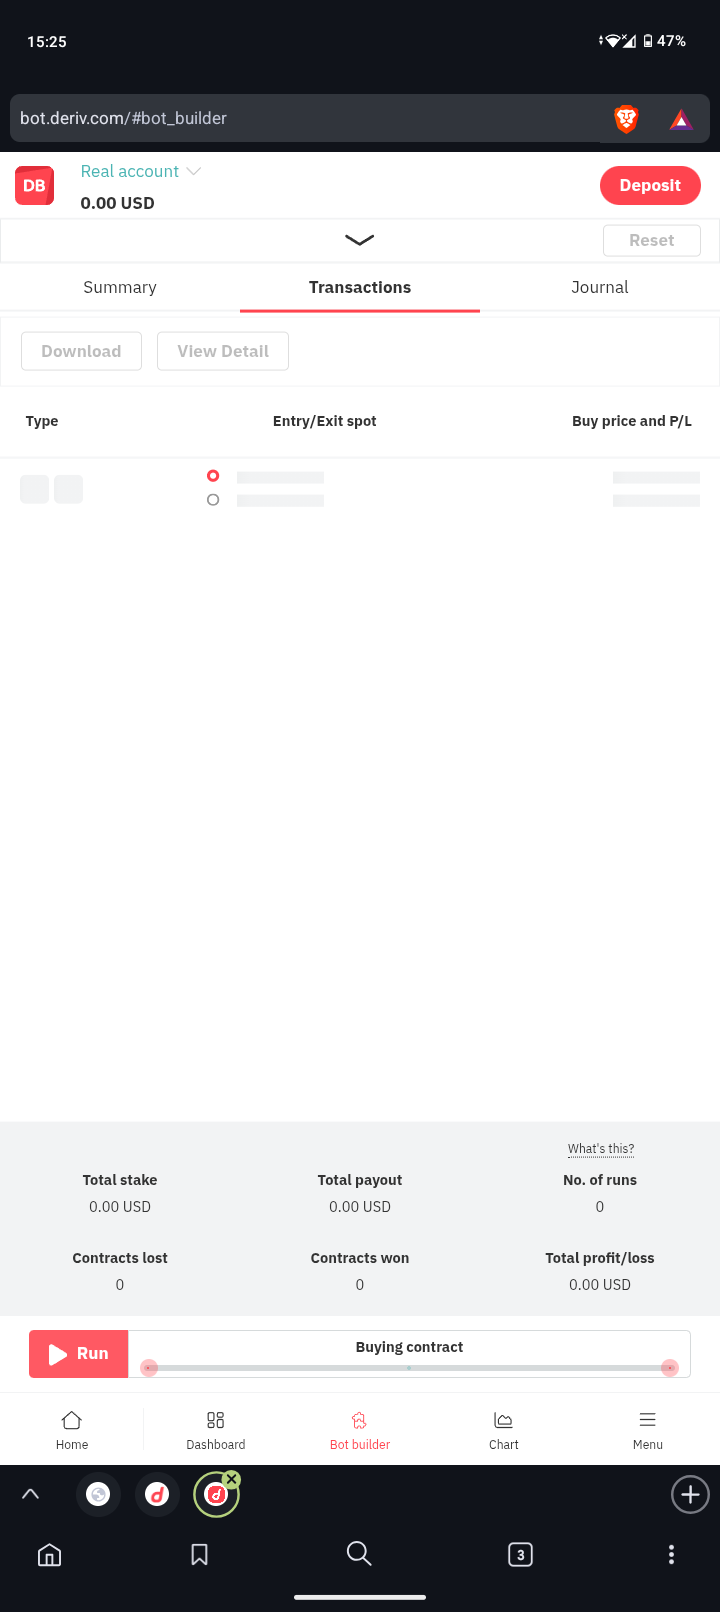 15:25
47%
bot.deriv.com/#bot_builder
DB
Real account
0.00 USD
Deposit
Reset
Summary Transactions Journal
Download View Detail
Type Entry/Exit spot Buy price and P/L
What's this?
Total stake Total payout No. of runs
0.00 USD 0.00 USD 0
Contracts lost Contracts won Total profit/loss
0 0 0.00 USD
Run
Buying contract
Home Dashboard Bot builder Chart Menu
3